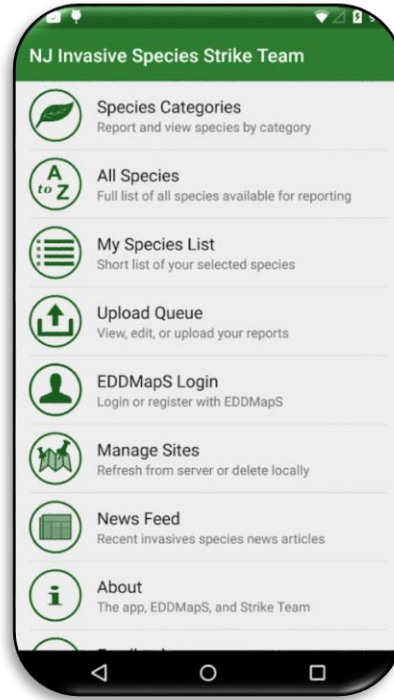 NJ Invasive Species Strike Team
Species Categories
Report and view species by category
A
to Z
All Species
Full list of all species available for reporting
My Species List
Short list of your selected species
Upload Queue
View, edit, or upload your reports
EDDMapS Login
Login or register with EDDMapS
Manage Sites
Refresh from server or delete locally
News Feed
Recent invasives species news articles
i
About
The app, EDDMapS, and Strike Team